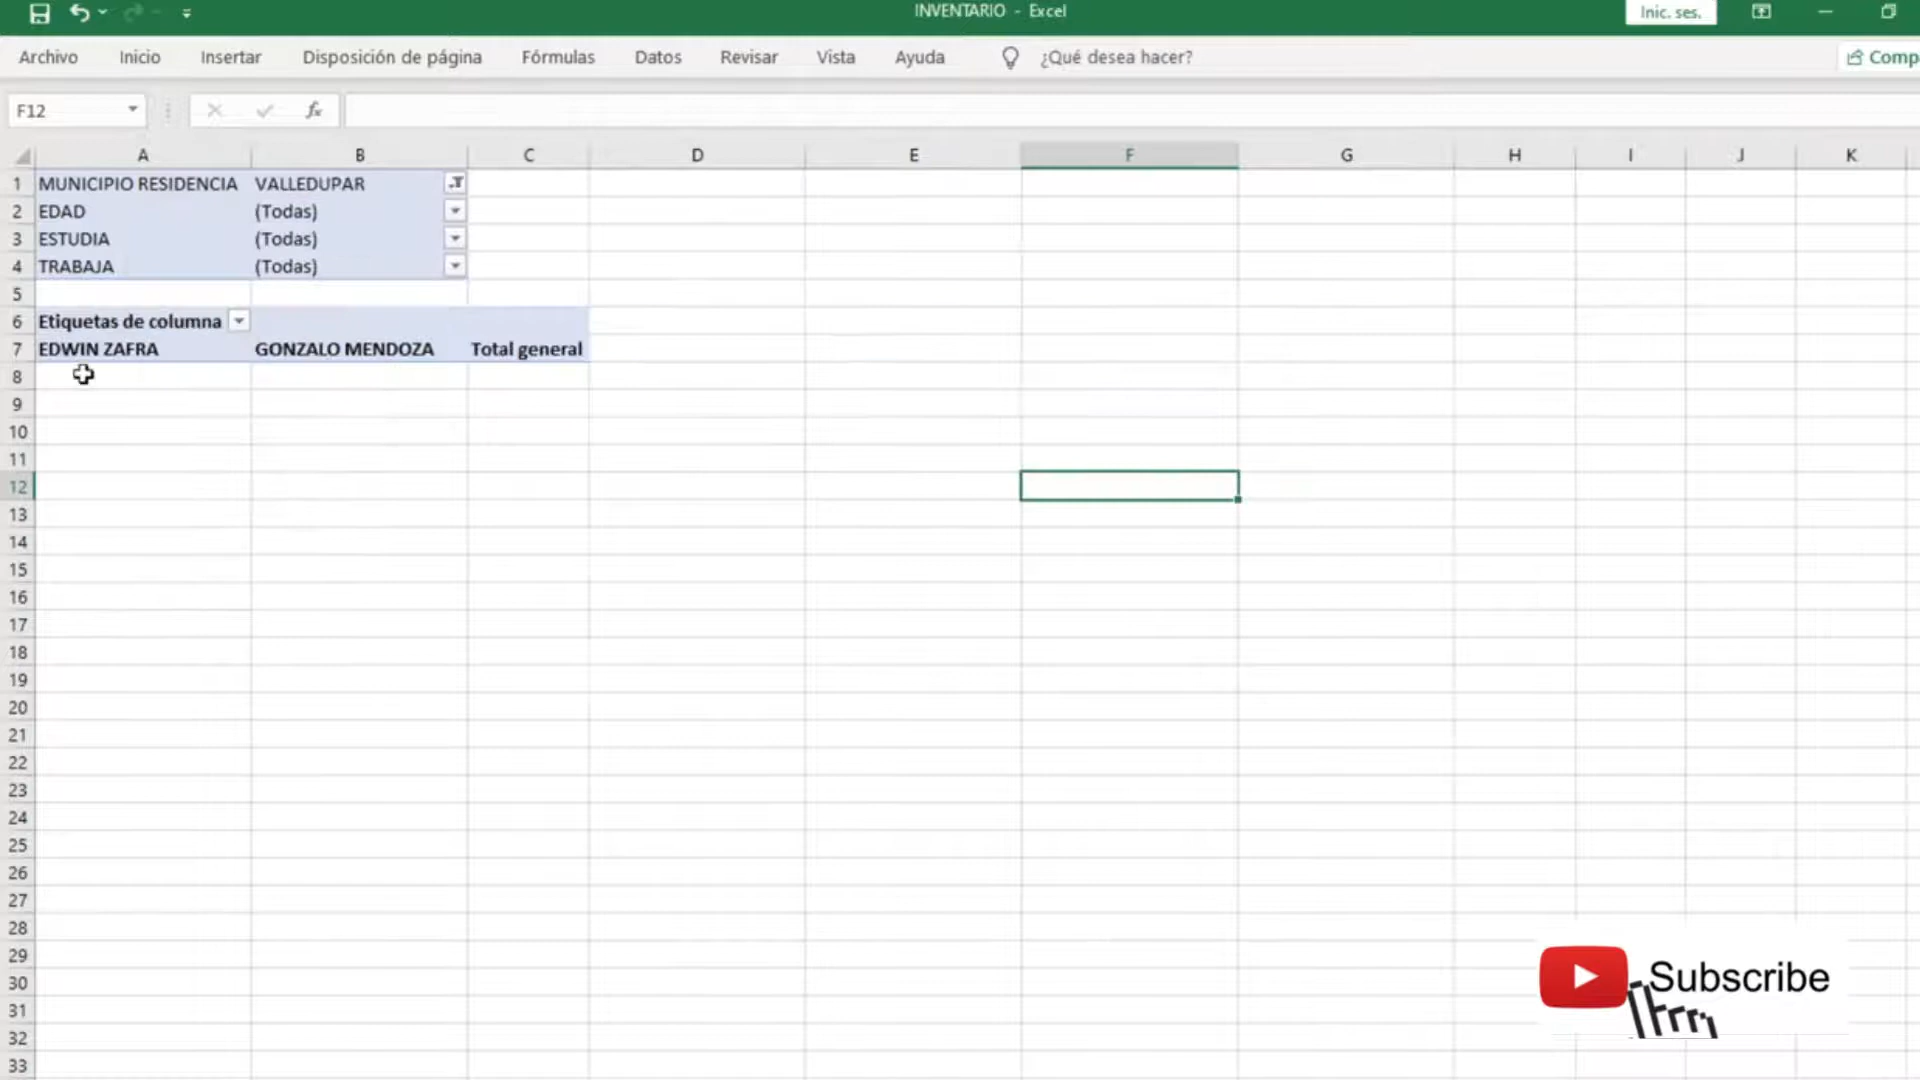 INVENTARIO - Excel
Inic. ses.
Archivo Inicio Insertar Disposición de página Fórmulas Datos Revisar Vista Ayuda ¿Qué desea hacer? Comp
F12 fx
A B C D E F G H I J K
1 MUNICIPIO RESIDENCIA VALLEDUPAR
2 EDAD (Todas)
3 ESTUDIA (Todas)
4 TRABAJA (Todas)
5
6 Etiquetas de columna
7 EDWIN ZAFRA GONZALO MENDOZA Total general
8
9
10
11
12
13
14
15
16
17
18
19
20
21
22
23
24
25
26
27
28
29
30
31
32
33
Subscribe